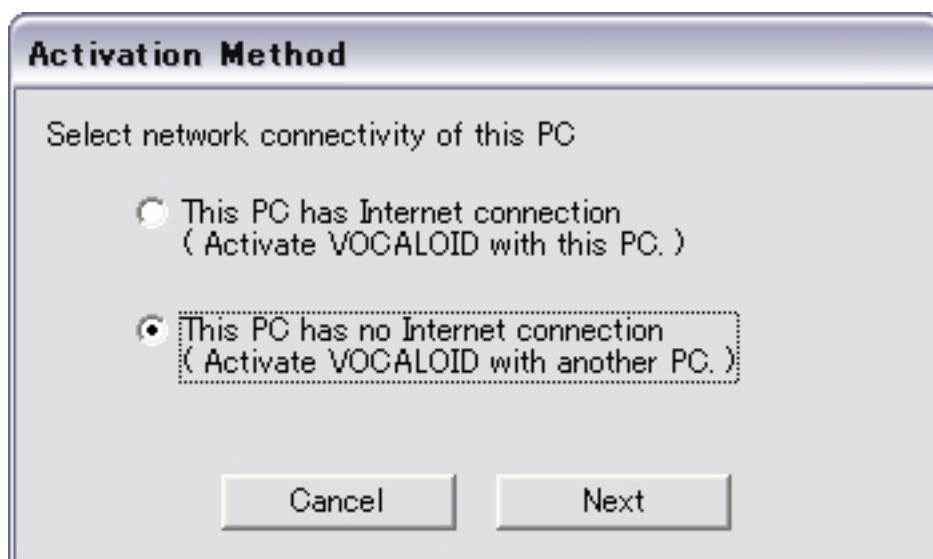 Activation Method
Select network connectivity of this PC
This PC has Internet connection
( Activate VOCALOID with this PC. )
This PC has no Internet connection
( Activate VOCALOID with another PC. )
Cancel
Next